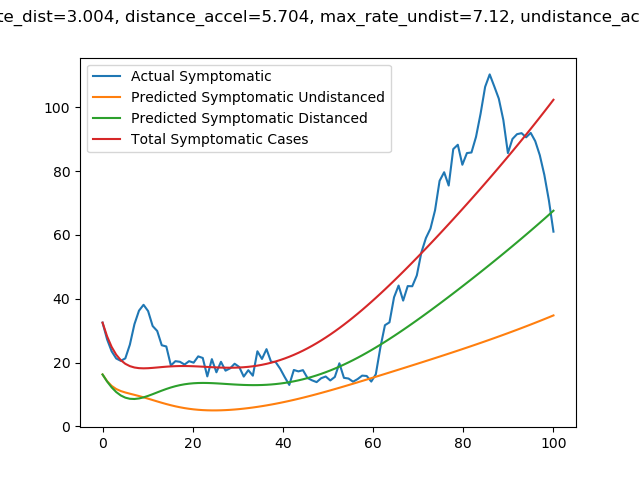 te_dist=3.004, distance_accel=5.704, max_rate_undist=7.12, undistance_ac
Actual Symptomatic
Predicted Symptomatic Undistanced
Predicted Symptomatic Distanced
Total Symptomatic Cases
100
80
60
40
20
0
0 20 40 60 80 100